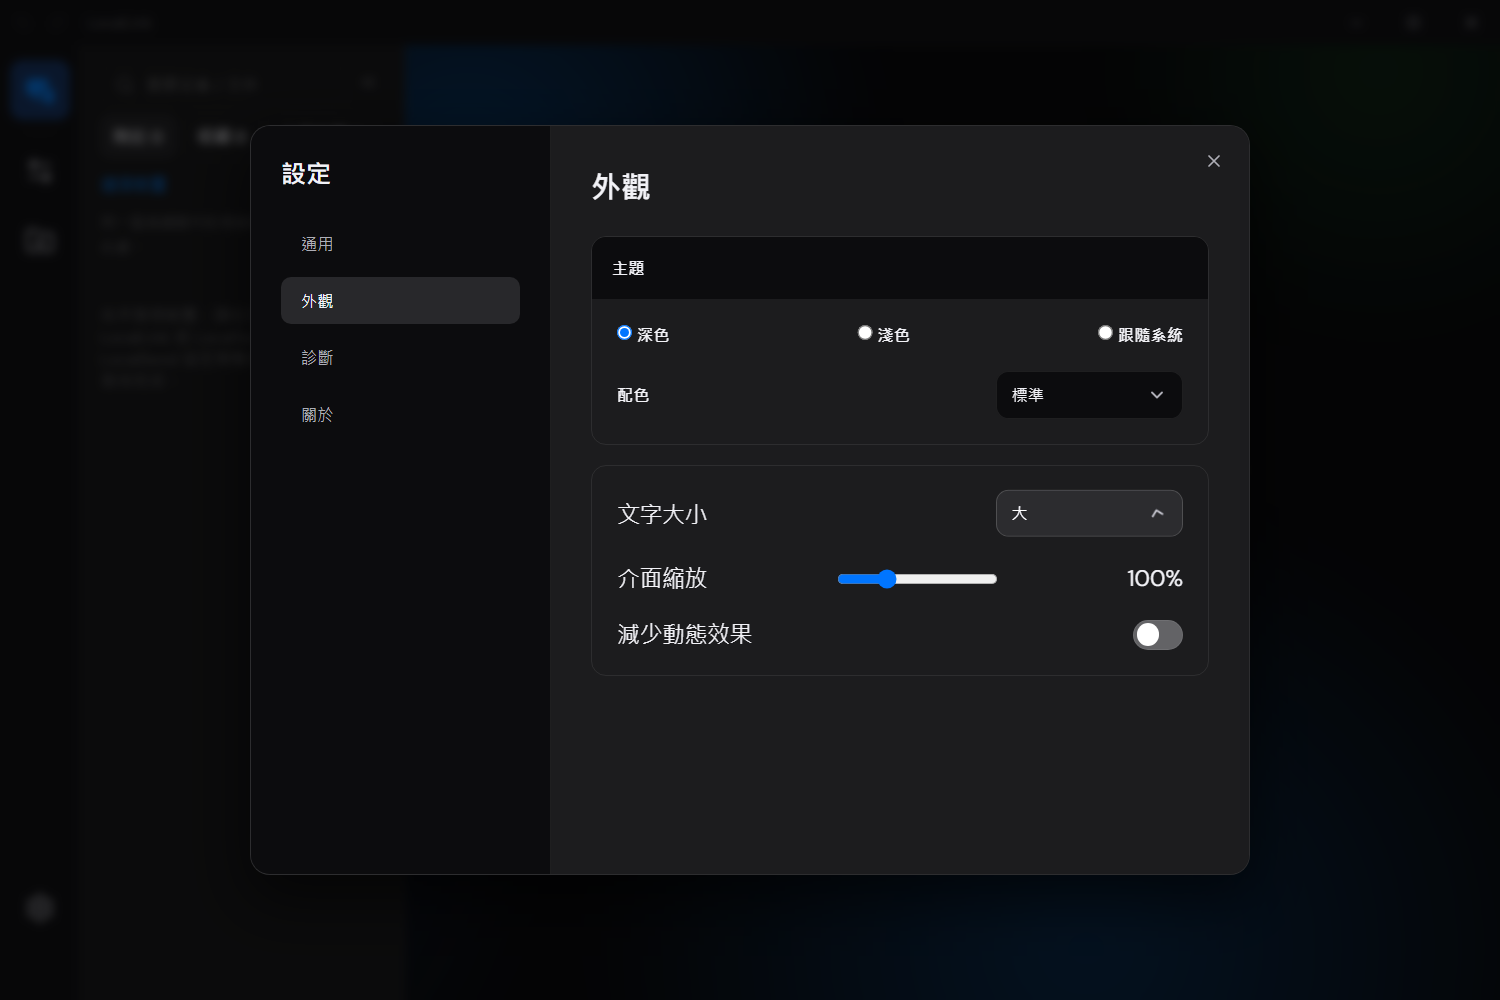 設定
通用
外觀
診斷
關於
外觀
主題
深色
淺色
跟隨系統
配色
標準
文字大小
大
介面縮放
100%
減少動態效果